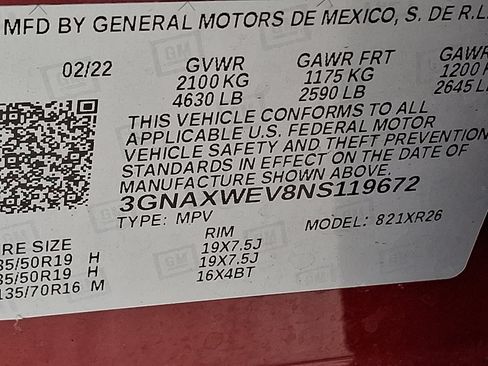 MFD BY GENERAL MOTORS DE MEXICO, S. DE R.L.
02/22 GVWR GAWR FRT GAWR
2100 KG 1175 KG 1200
4630 LB 2590 LB 2645 L
THIS VEHICLE CONFORMS TO ALL
APPLICABLE U.S. FEDERAL MOTOR
VEHICLE SAFETY AND THEFT PREVENTION
STANDARDS IN EFFECT ON THE DATE OF
MANUFACTURE SHOWN ABOVE.
3GNAXWEV8NS119672
TYPE: MPV MODEL: 821XR26
RE SIZE RIM
35/50R19 H 19X7.5J
35/50R19 H 19X7.5J
135/70R16 M 16X4BT